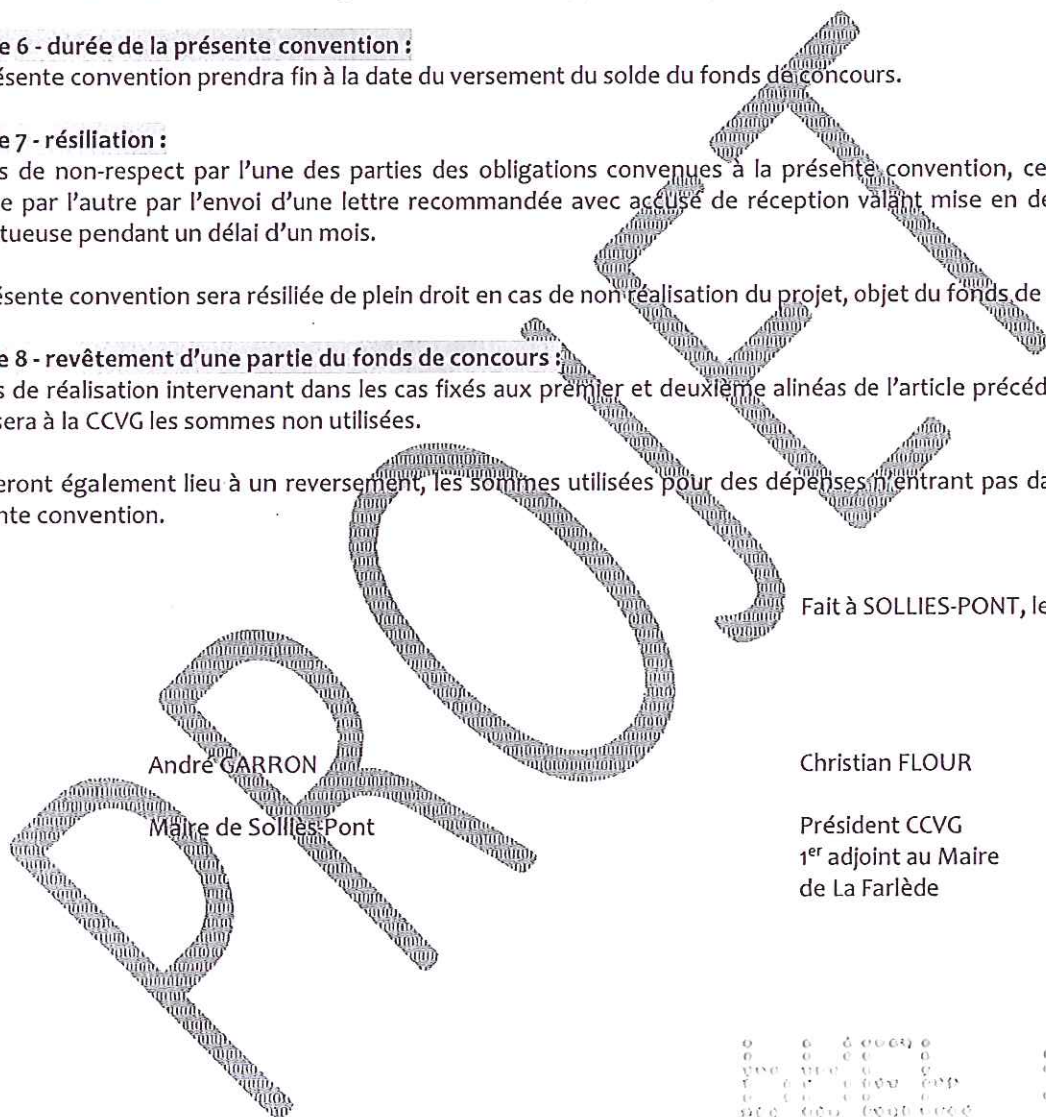 e 6 - durée de la présente convention :
ésente convention prendra fin à la date du versement du solde du fonds de concours.
e 7 - résiliation :
s de non-respect par l'une des parties des obligations convenues à la présente convention, ce
e par l'autre par l'envoi d'une lettre recommandée avec accusé de réception valant mise en de
tueuse pendant un délai d'un mois.
ésente convention sera résiliée de plein droit en cas de non réalisation du projet, objet du fonds de
e 8 - revêtement d'une partie du fonds de concours :
s de réalisation intervenant dans les cas fixés aux premier et deuxième alinéas de l'article précéd
sera à la CCVG les sommes non utilisées.
eront également lieu à un reversement, les sommes utilisées pour des dépenses n'entrant pas da
nte convention.
Fait à SOLLIES-PONT, le
André GARRON
Christian FLOUR
Maire de Solliès-Pont
Président CCVG
1er adjoint au Maire
de La Farlède
PROJET